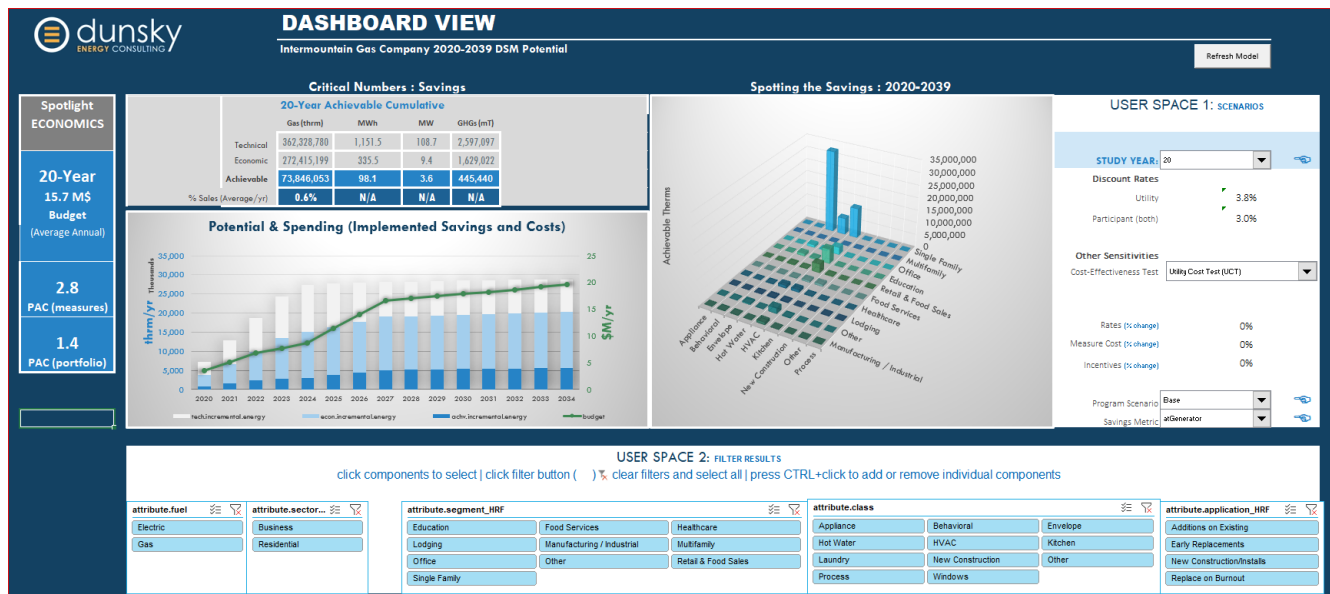 dunsky
ENERGY CONSULTING
DASHBOARD VIEW
Intermountain Gas Company 2020-2039 DSM Potential
Refresh Model
Spotlight
ECONOMICS
20-Year
15.7 M$
Budget
(Average Annual)
2.8
PAC (measures)
1.4
PAC (portfolio)
Critical Numbers : Savings
20-Year Achievable Cumulative
Gas (thrm) MWh MW GHGs (mT)
Technical 362,328,780 1,151.5 108.7 2,597,097
Economic 272,415,199 335.5 9.4 1,629,022
Achievable 73,846,053 98.1 3.6 445,440
% Sales (Average/yr) 0.6% N/A N/A N/A
Potential & Spending (Implemented Savings and Costs)
thrm/yr
Thousands
35,000
30,000
25,000
20,000
15,000
10,000
5,000
0
25
20
15
10
5
0
$M/yr
2020 2021 2022 2023 2024 2025 2026 2027 2028 2029 2030 2031 2032 2033 2034
tech.incremental.energy econ.incremental.energy achv.incremental.energy budget
Spotting the Savings : 2020-2039
Achievable Therms
35,000,000
30,000,000
25,000,000
20,000,000
15,000,000
10,000,000
5,000,000
0
Single Family
Multifamily
Office
Education
Retail & Food Sales
Food Services
Healthcare
Lodging
Other
Manufacturing / Industrial
Appliance
Behavioral
Envelope
Hot Water
HVAC
Kitchen
New Construction
Other
Process
USER SPACE 1: SCENARIOS
STUDY YEAR: 20
Discount Rates
Utility 3.8%
Participant (both) 3.0%
Other Sensitivities
Cost-Effectiveness Test Utility Cost Test (UCT)
Rates (% change) 0%
Measure Cost (% change) 0%
Incentives (% change) 0%
Program Scenario Base
Savings Metric atGenerator
USER SPACE 2: FILTER RESULTS
click components to select | click filter button ( ) clear filters and select all | press CTRL+click to add or remove individual components
attribute.fuel
Electric
Gas
attribute.sector...
Business
Residential
attribute.segment_HRF
Education Food Services Healthcare
Lodging Manufacturing / Industrial Multifamily
Office Other Retail & Food Sales
Single Family
attribute.class
Appliance Behavioral Envelope
Hot Water HVAC Kitchen
Laundry New Construction Other
Process Windows
attribute.application_HRF
Additions on Existing
Early Replacements
New Construction/Installs
Replace on Burnout